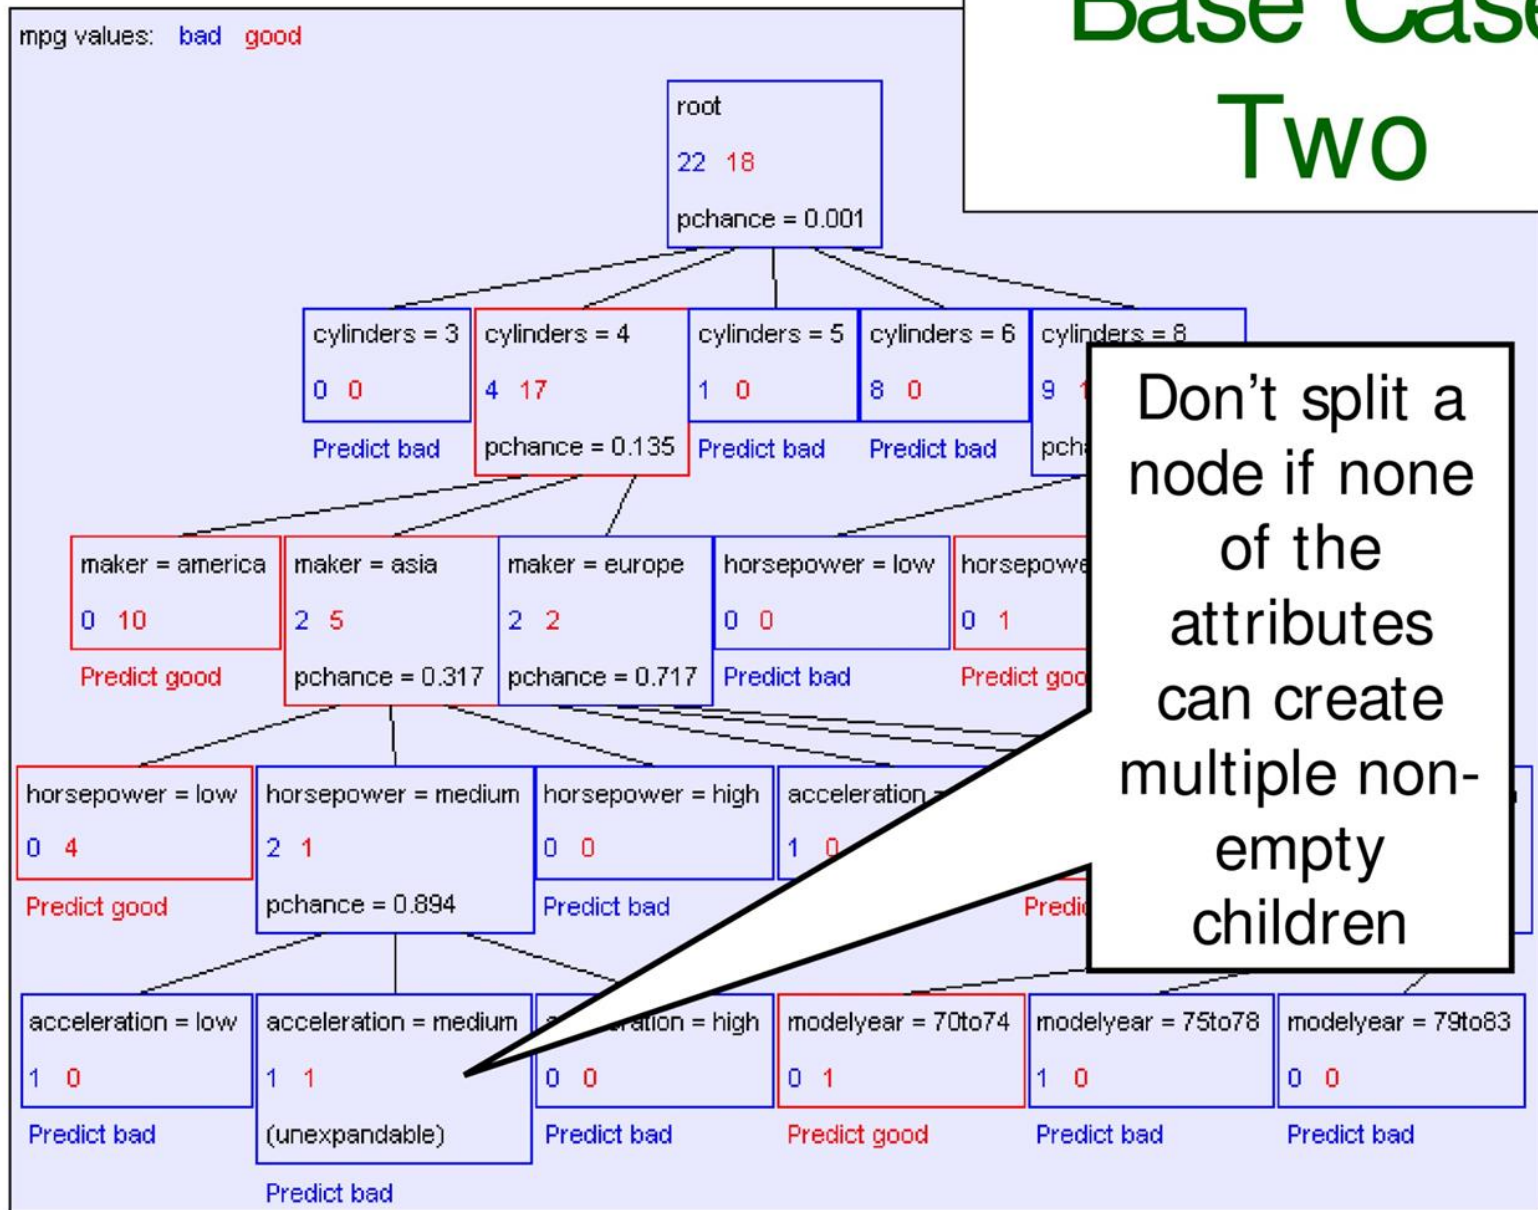 mpg values: bad good
Base Case
Two
root
22 18
pchance = 0.001
cylinders = 3
0 0
Predict bad
cylinders = 4
4 17
pchance = 0.135
cylinders = 5
1 0
Predict bad
cylinders = 6
8 0
Predict bad
cylinders = 8
9
maker = america
0 10
Predict good
maker = asia
2 5
pchance = 0.317
maker = europe
2 2
pchance = 0.717
horsepower = low
0 0
Predict bad
0 1
Predict
Don't split a
node if none
of the
attributes
can create
multiple non-
empty
children
horsepower = low
0 4
Predict good
horsepower = medium
2 1
pchance = 0.894
horsepower = high
0 0
Predict bad
acceleration
1 0
acceleration = low
1 0
Predict bad
acceleration = medium
1 1
(unexpandable)
Predict bad
= high
0 0
Predict bad
modelyear = 70to74
0 1
Predict good
modelyear = 75to78
1 0
Predict bad
modelyear = 79to83
0 0
Predict bad